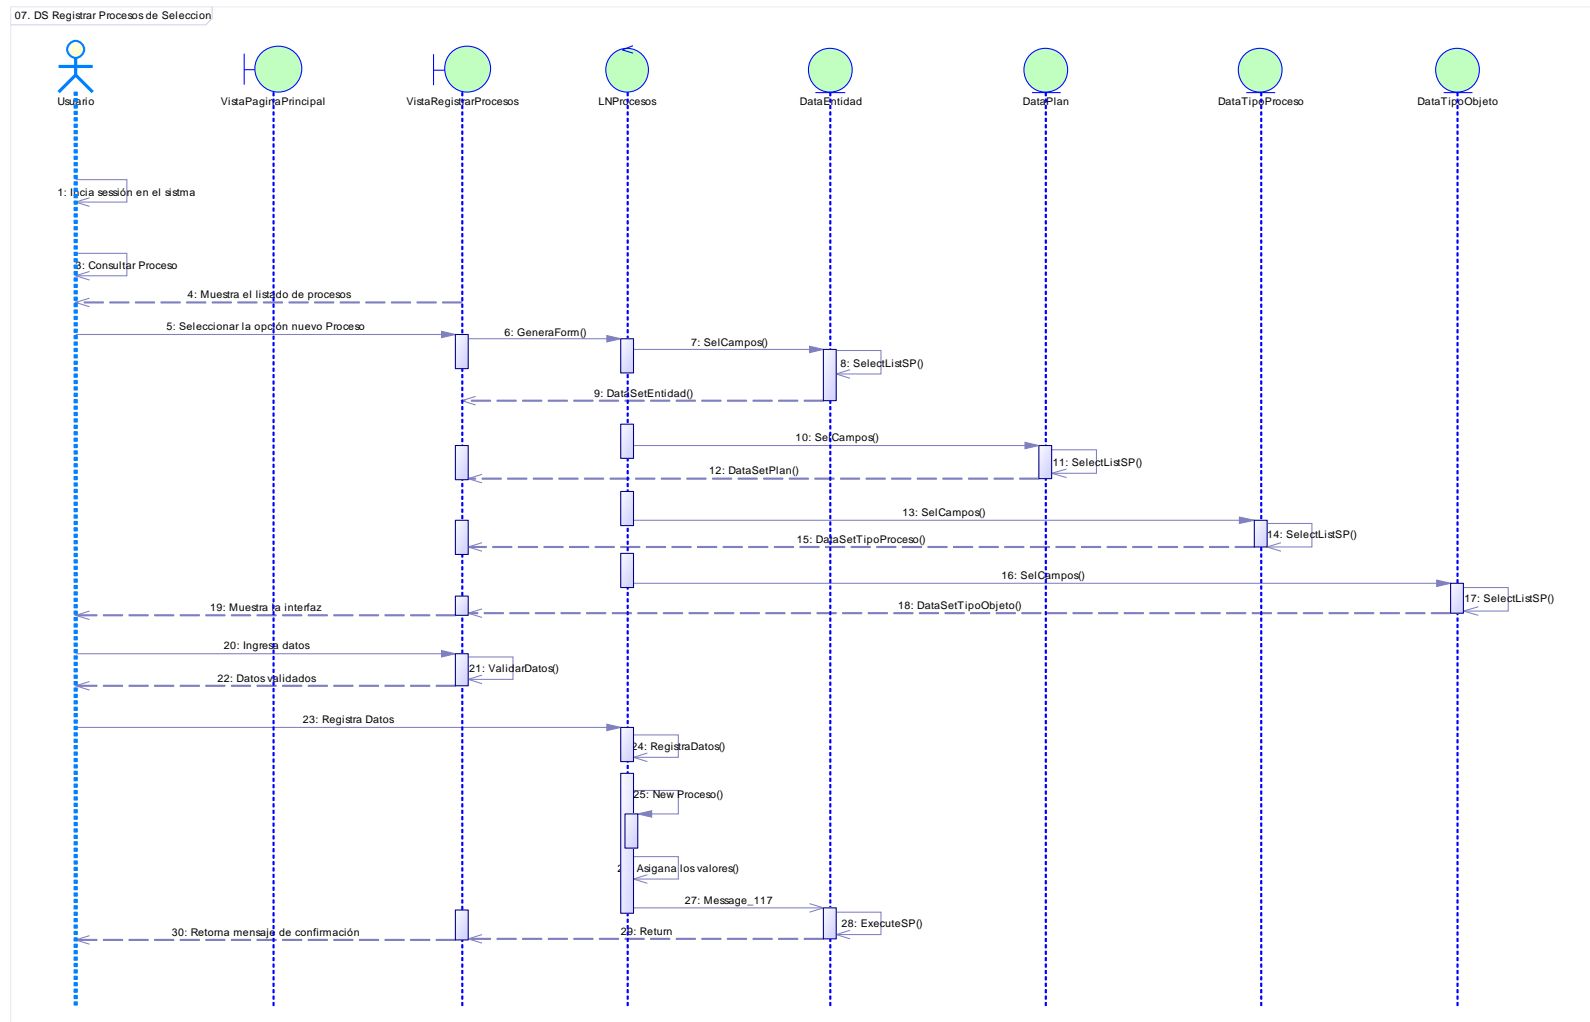 07. DS Registrar Procesos de Seleccion
Usuario
VistaPaginaPrincipal
VistaRegistrarProcesos
LNProcesos
DataEntidad
DataPlan
DataTipoProceso
DataTipoObjeto
1: Incia sessión en el sistma
3: Consultar Proceso
4: Muestra el listado de procesos
5: Seleccionar la opción nuevo Proceso
6: GeneraForm()
7: SelCampos()
8: SelectListSP()
9: DataSetEntidad()
10: SelCampos()
11: SelectListSP()
12: DataSetPlan()
13: SelCampos()
14: SelectListSP()
15: DataSetTipoProceso()
16: SelCampos()
17: SelectListSP()
18: DataSetTipoObjeto()
19: Muestra la interfaz
20: Ingresa datos
21: ValidarDatos()
22: Datos validados
23: Registra Datos
24: RegistraDatos()
25: New Proceso()
Asigana los valores()
27: Message_117
28: ExecuteSP()
29: Return
30: Retorna mensaje de confirmación